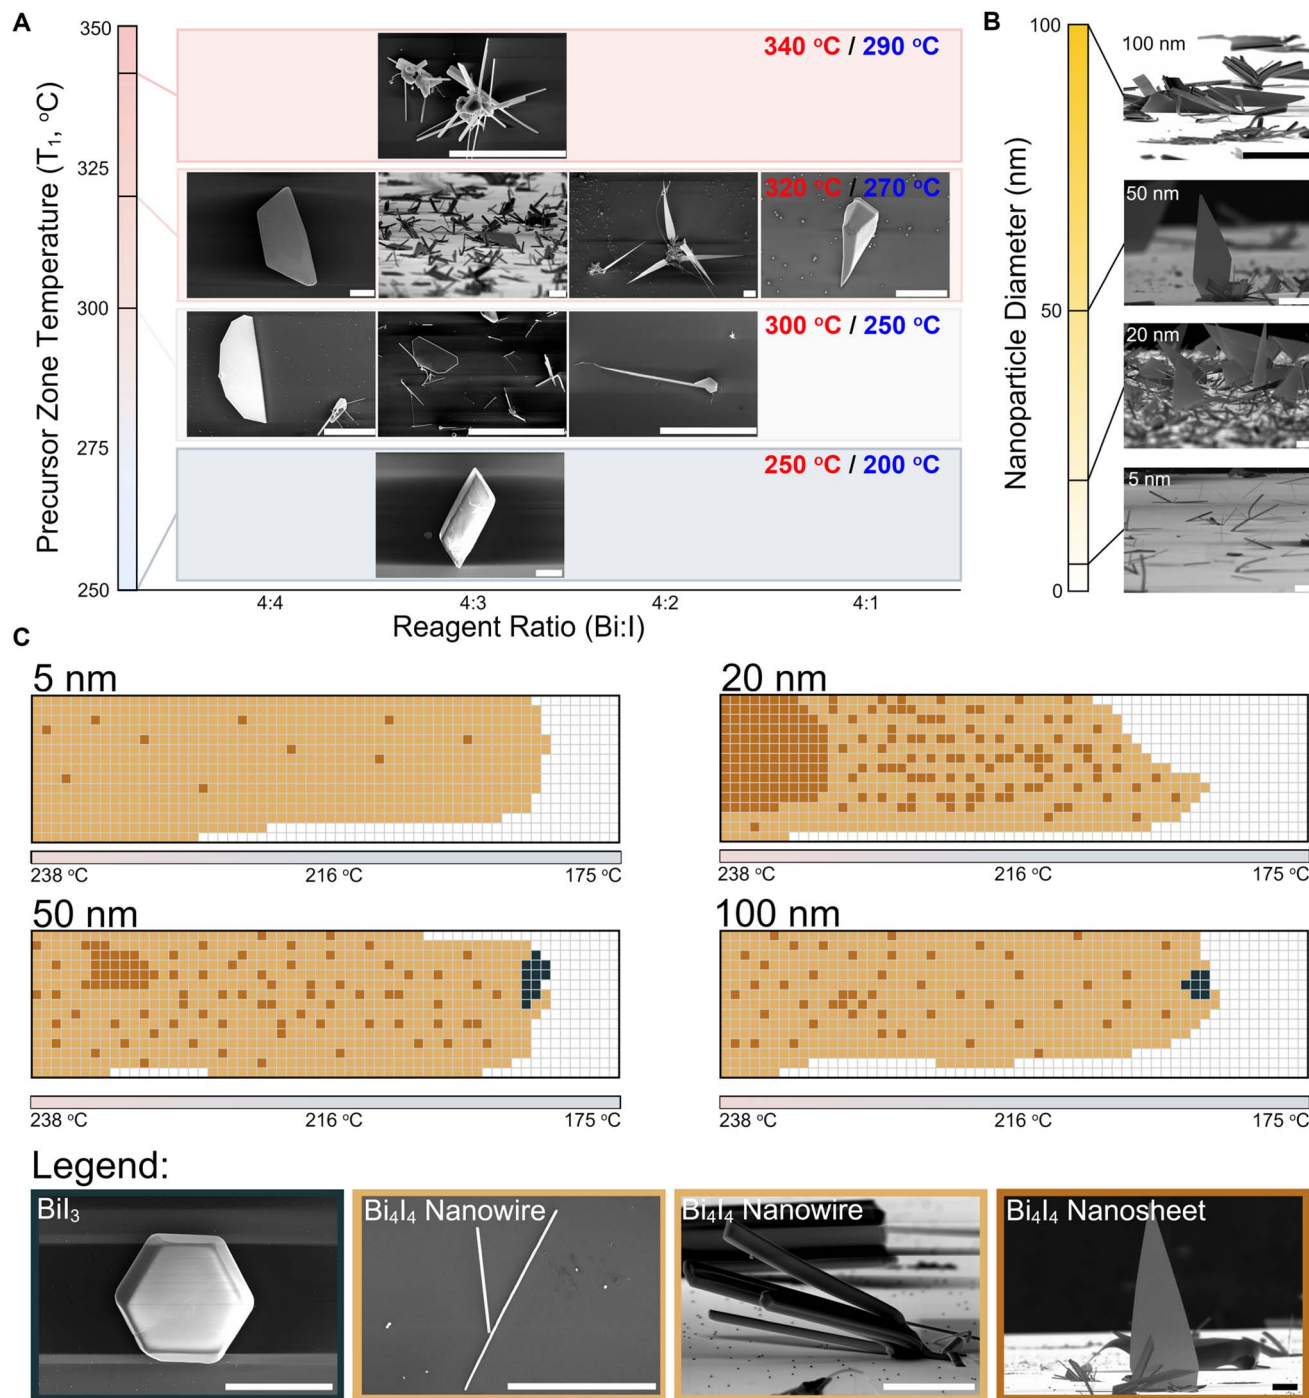 A
Precursor Zone Temperature (T₁, °C)
350
325
300
275
250
340 °C / 290 °C
320 °C / 270 °C
300 °C / 250 °C
250 °C / 200 °C
4:4
4:3
4:2
4:1
Reagent Ratio (Bi:I)
B
Nanoparticle Diameter (nm)
100
50
0
100 nm
50 nm
20 nm
5 nm
C
5 nm
238 °C
216 °C
175 °C
20 nm
238 °C
216 °C
175 °C
50 nm
238 °C
216 °C
175 °C
100 nm
238 °C
216 °C
175 °C
Legend:
BiI₃
Bi₄I₄ Nanowire
Bi₄I₄ Nanowire
Bi₄I₄ Nanosheet